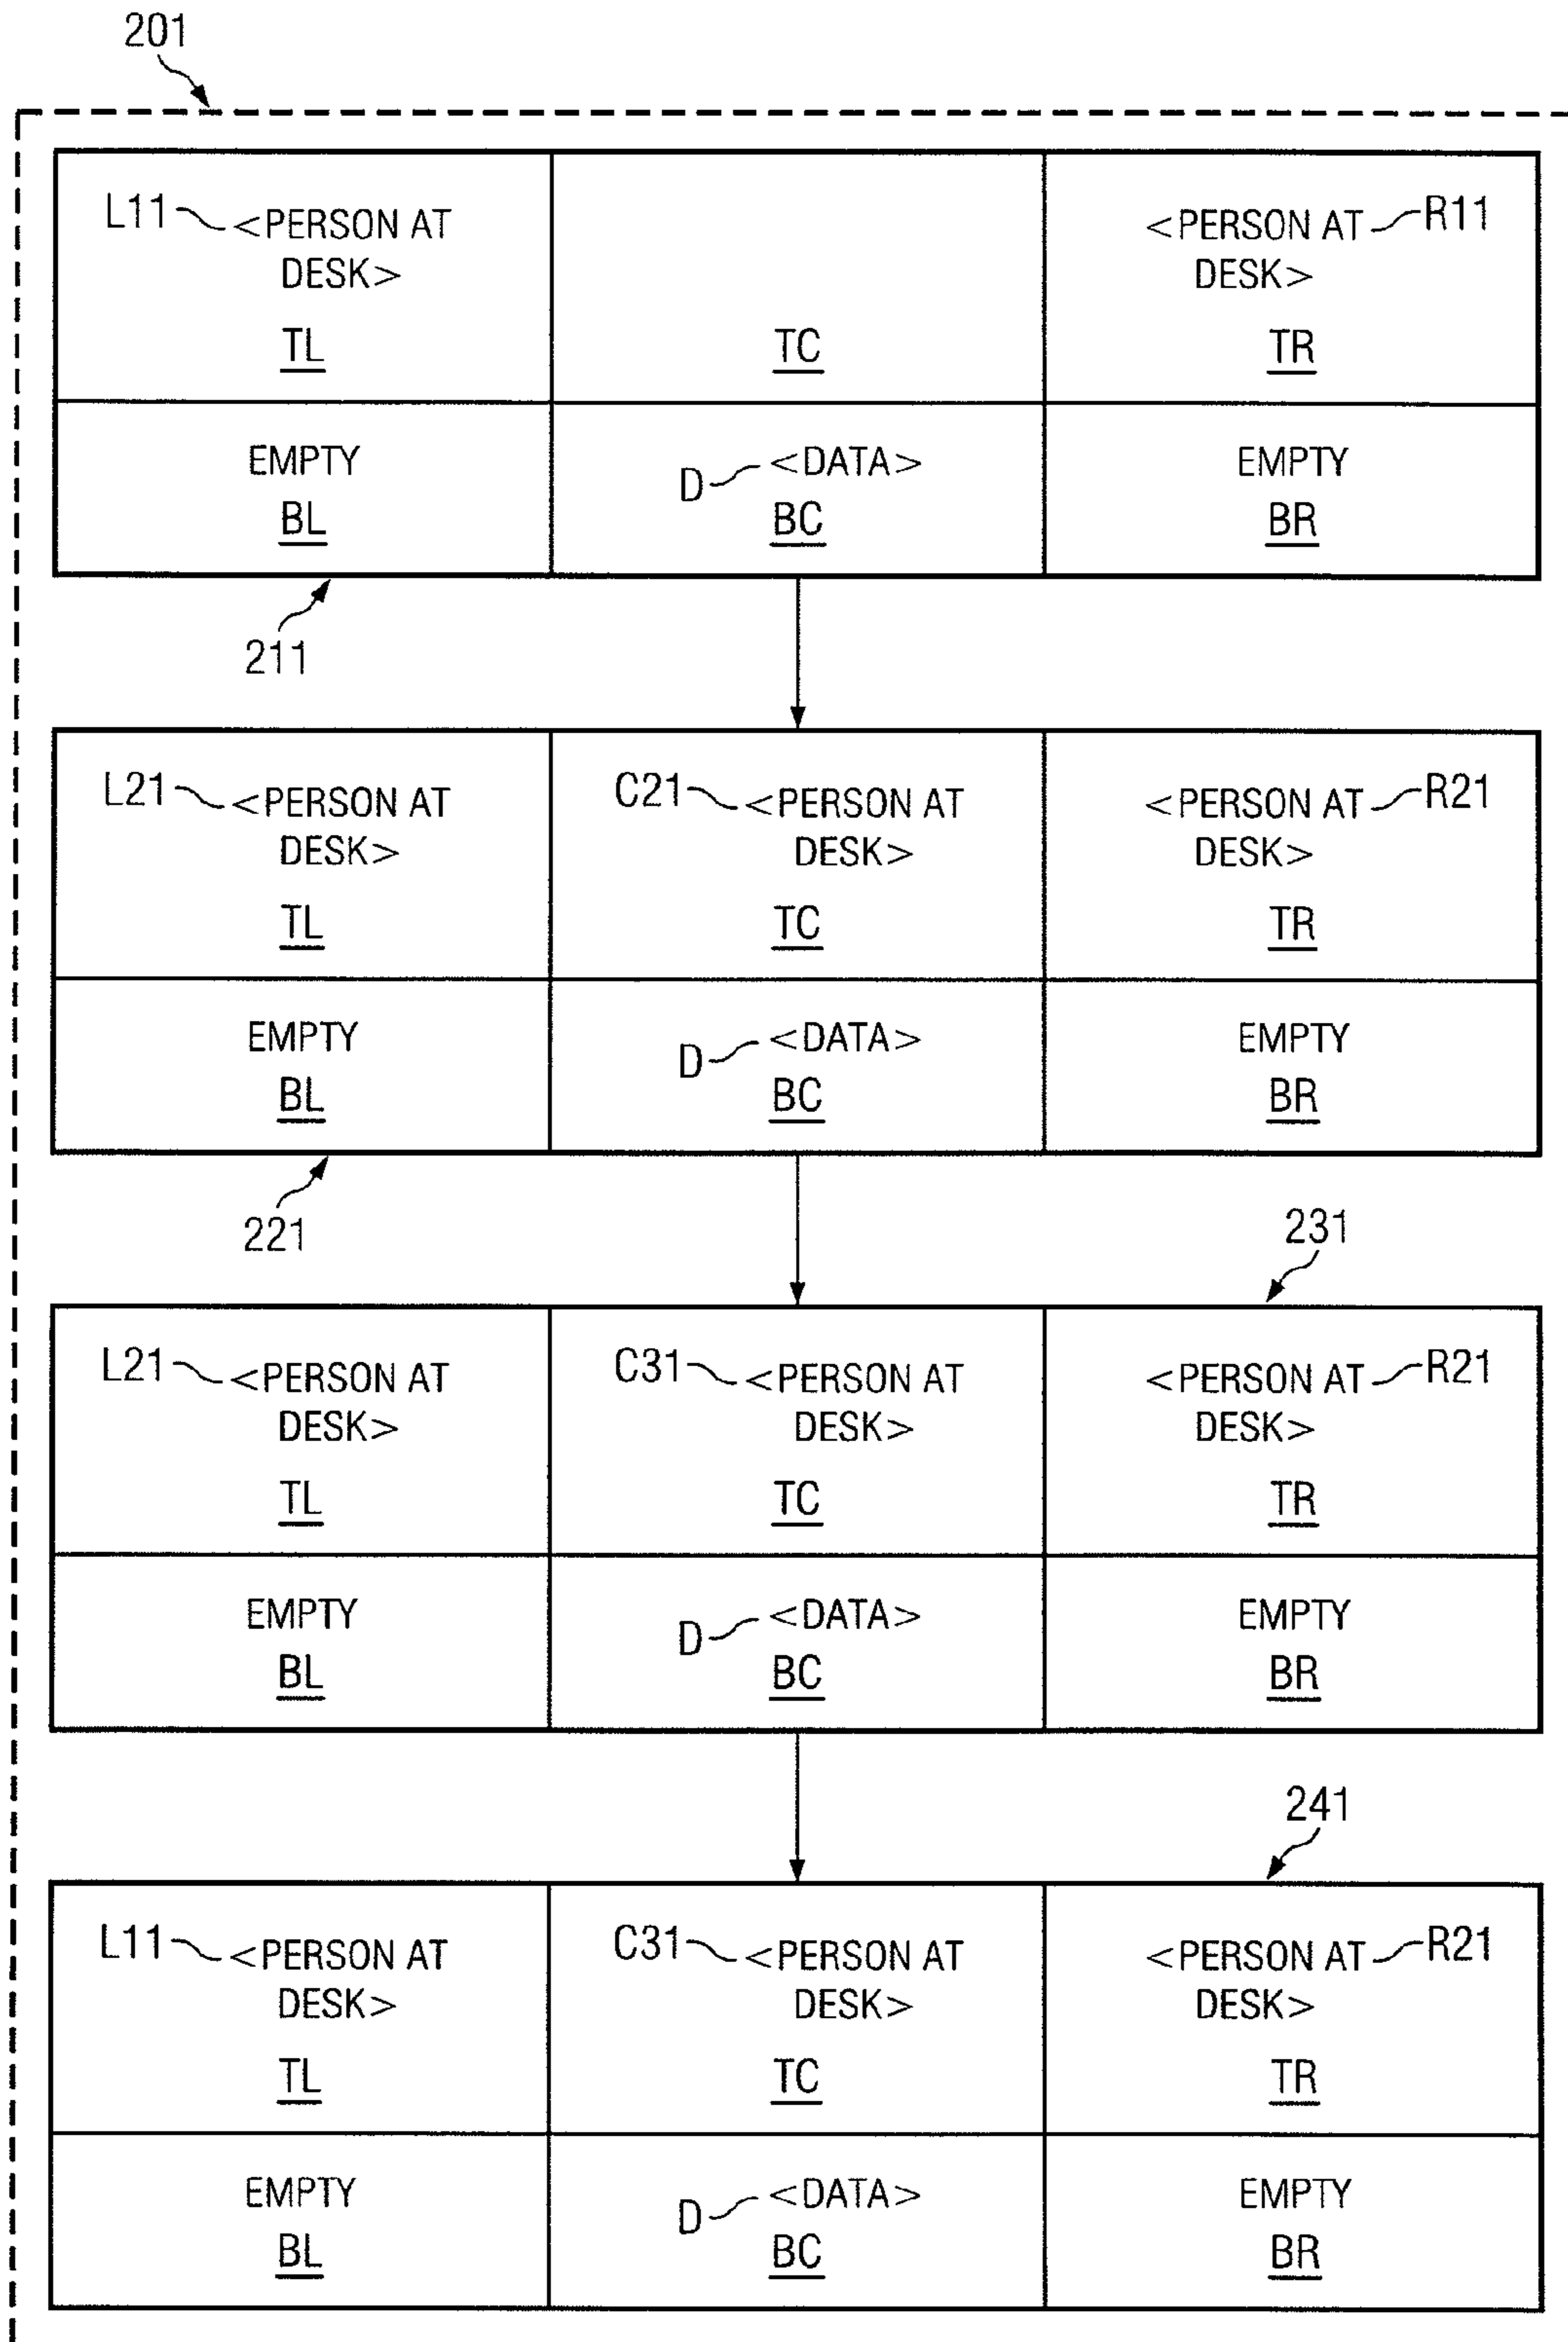 201
L11 <PERSON AT <PERSON AT R11
DESK> DESK>
TL TC TR
EMPTY D <DATA> EMPTY
BL BC BR
211
L21 <PERSON AT C21 <PERSON AT <PERSON AT R21
DESK> DESK> DESK>
TL TC TR
EMPTY D <DATA> EMPTY
BL BC BR
221 231
L21 <PERSON AT C31 <PERSON AT <PERSON AT R21
DESK> DESK> DESK>
TL TC TR
EMPTY D <DATA> EMPTY
BL BC BR
241
L11 <PERSON AT C31 <PERSON AT <PERSON AT R21
DESK> DESK> DESK>
TL TC TR
EMPTY D <DATA> EMPTY
BL BC BR